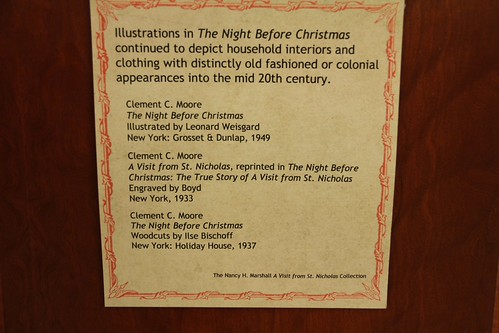 Illustrations in The Night Before Christmas
continued to depict household interiors and
clothing with distinctly old fashioned or colonial
appearances into the mid 20th century.
Clement C. Moore
The Night Before Christmas
Illustrated by Leonard Weisgard
New York: Grosset & Dunlap, 1949
Clement C. Moore
A Visit from St. Nicholas, reprinted in The Night Before
Christmas: The True Story of A Visit from St. Nicholas
Engraved by Boyd
New York, 1933
Clement C. Moore
The Night Before Christmas
Woodcuts by Ilse Bischoff
New York: Holiday House, 1937
The Nancy H. Marshall A Visit from St. Nicholas Collection